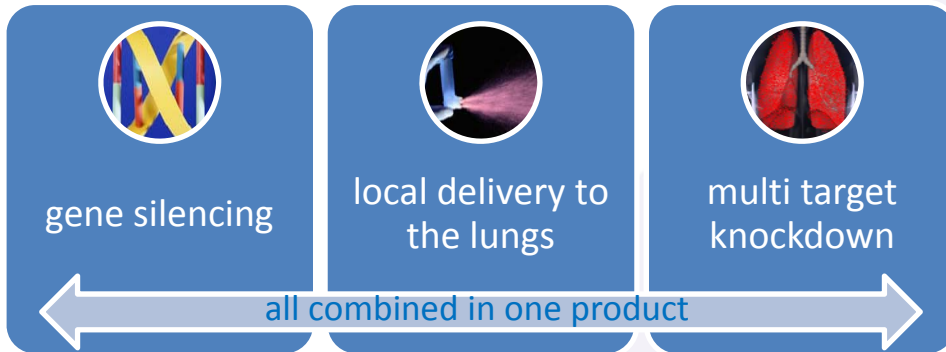 gene silencing
local delivery to
the lungs
multi target
knockdown
all combined in one product